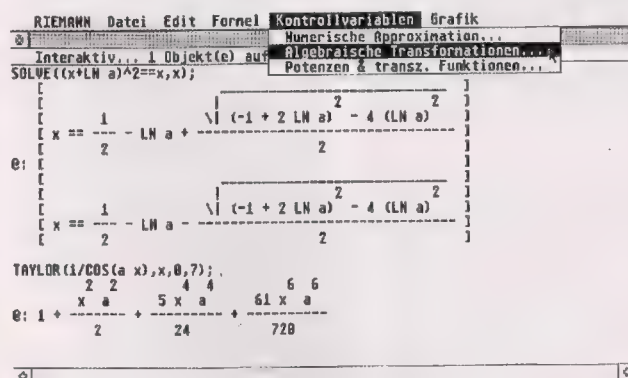 RIEMANN Datei Edit Formel Kontrollvariablen Grafik
Numerische Approximation...
Algebraische Transformationen...
Potenzen & transz. Funktionen...
Interaktiv... 1 Objekt(e) auf
SOLVE((x+LN a)^2==x,x);
[ 2 2 ]
[ 1 \| (-1 + 2 LN a) - 4 (LN a) ]
[ x == ---- - LN a + ------------------------------ ]
[ 2 2 ]
@: [ ]
[ 2 2 ]
[ 1 \| (-1 + 2 LN a) - 4 (LN a) ]
[ x == ---- - LN a - ------------------------------ ]
[ 2 2 ]
TAYLOR(1/COS(a x),x,0,7);
2 2 4 4 6 6
x a 5 x a 61 x a
@: 1 + -------- + --------- + ----------
2 24 720